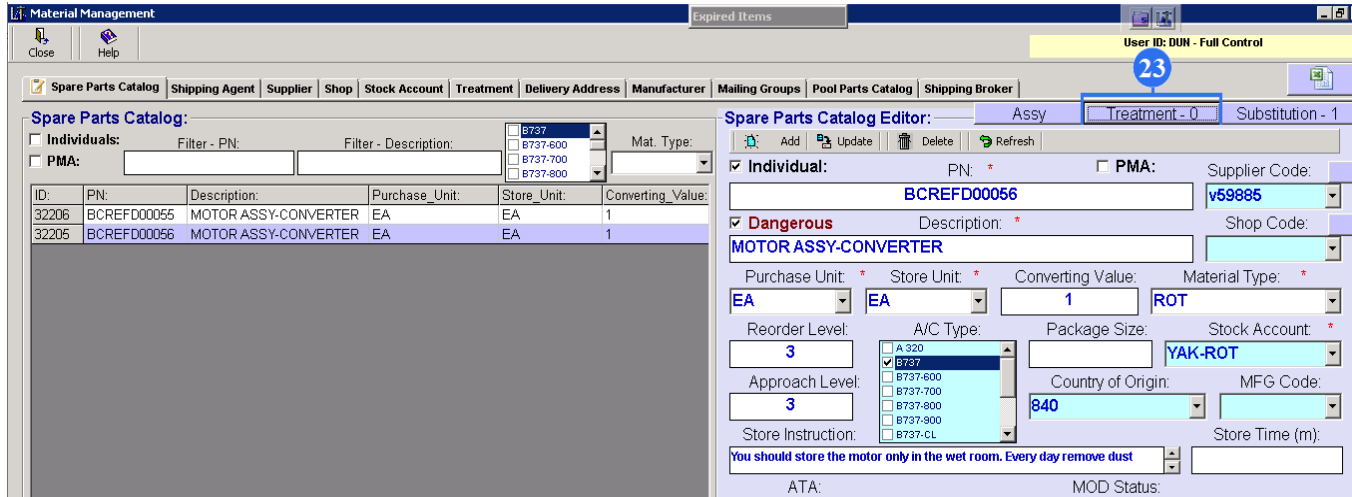 Material Management
Expired Items
Close
Help
User ID: DUN - Full Control
23
Spare Parts Catalog Shipping Agent Supplier Shop Stock Account Treatment Delivery Address Manufacturer Mailing Groups Pool Parts Catalog Shipping Broker
Spare Parts Catalog:
Individuals: Filter - PN: Filter - Description: Mat. Type:
PMA:
B737
B737-600
B737-700
B737-800
ID: PN: Description: Purchase_Unit: Store_Unit: Converting_Value:
32206 BCREFD00055 MOTOR ASSY-CONVERTER EA EA 1
32205 BCREFD00056 MOTOR ASSY-CONVERTER EA EA 1
Spare Parts Catalog Editor: Assy Treatment - 0 Substitution - 1
Add Update Delete Refresh
Individual: PN: * PMA: Supplier Code:
BCREFD00056 v59885
Dangerous Description: * Shop Code:
MOTOR ASSY-CONVERTER
Purchase Unit: * Store Unit: * Converting Value: Material Type: *
EA EA 1 ROT
Reorder Level: A/C Type: Package Size: Stock Account: *
3 YAK-ROT
A 320
B737
B737-600
B737-700
B737-800
B737-900
B737-CL
Approach Level: Country of Origin: MFG Code:
3 840
Store Instruction: Store Time (m):
You should store the motor only in the wet room. Every day remove dust
ATA: MOD Status: